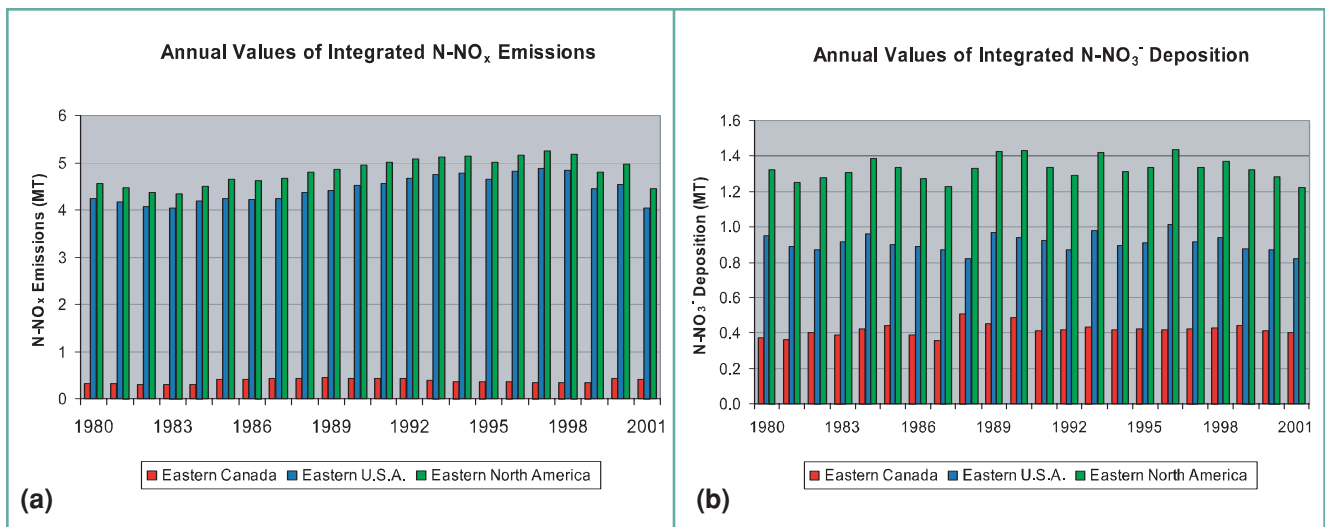 Annual Values of Integrated N-NOₓ Emissions
N-NOₓ Emissions (MT)
6
5
4
3
2
1
0
1980 1983 1986 1989 1992 1995 1998 2001
Eastern Canada Eastern U.S.A. Eastern North America
(a)
Annual Values of Integrated N-NO₃⁻ Deposition
N-NO₃⁻ Deposition (MT)
1.6
1.4
1.2
1.0
0.8
0.6
0.4
0.2
0.0
1980 1983 1986 1989 1992 1995 1998 2001
Eastern Canada Eastern U.S.A. Eastern North America
(b)